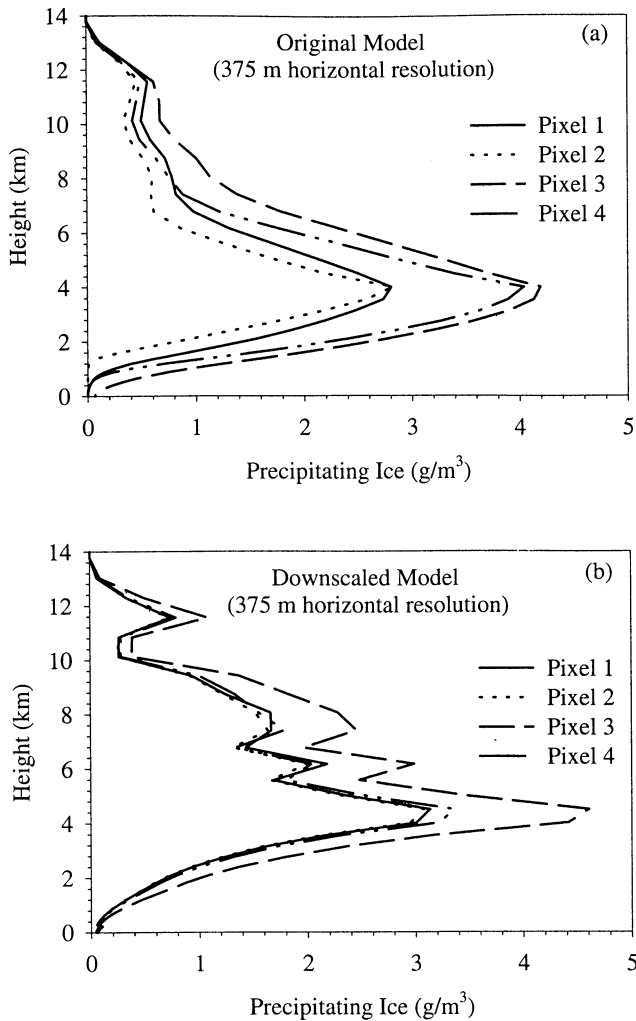 14
12
10
8
6
4
2
0
Height (km)
Original Model
(375 m horizontal resolution)
(a)
Pixel 1
Pixel 2
Pixel 3
Pixel 4
0 1 2 3 4 5
Precipitating Ice (g/m³)
14
12
10
8
6
4
2
0
Height (km)
Downscaled Model
(375 m horizontal resolution)
(b)
Pixel 1
Pixel 2
Pixel 3
Pixel 4
0 1 2 3 4 5
Precipitating Ice (g/m³)